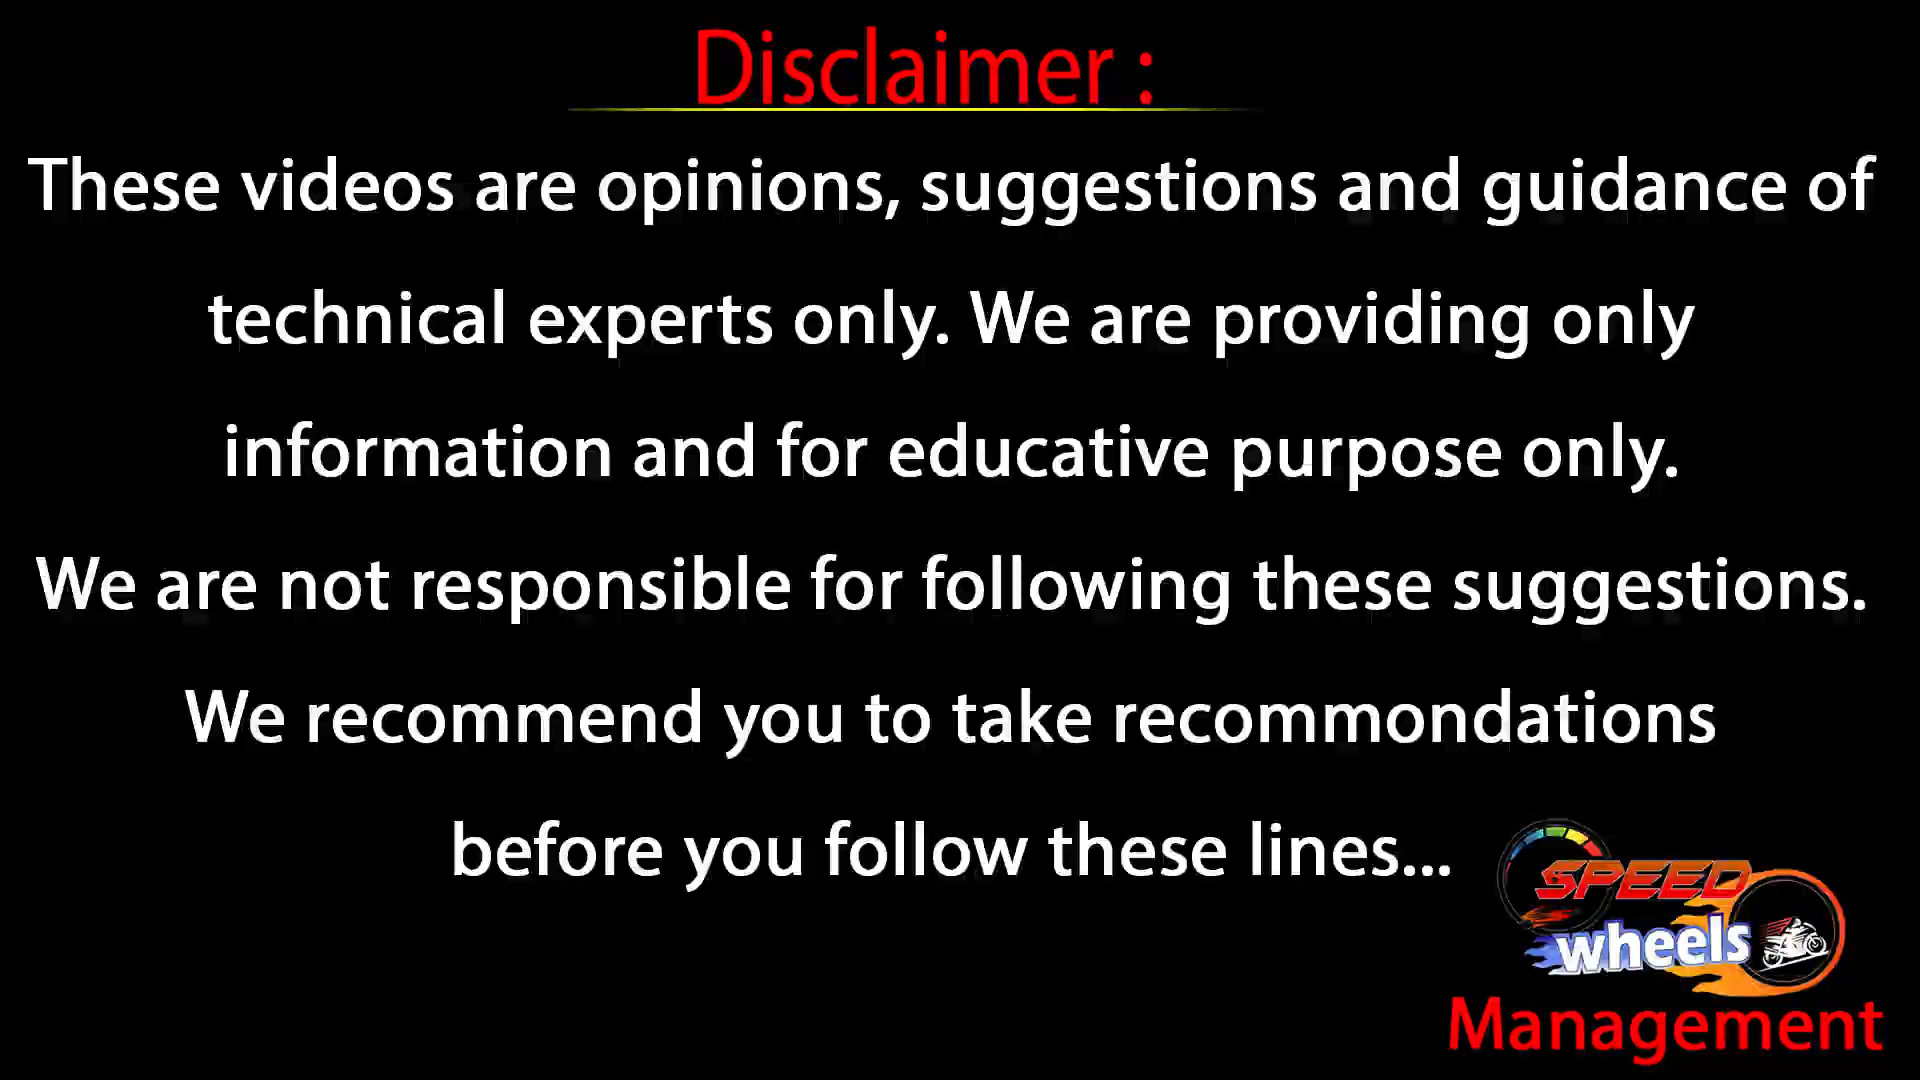 Disclaimer :
These videos are opinions, suggestions and guidance of
technical experts only. We are providing only
information and for educative purpose only.
We are not responsible for following these suggestions.
We recommend you to take recommondations
before you follow these lines...
SPEED
wheels
Management